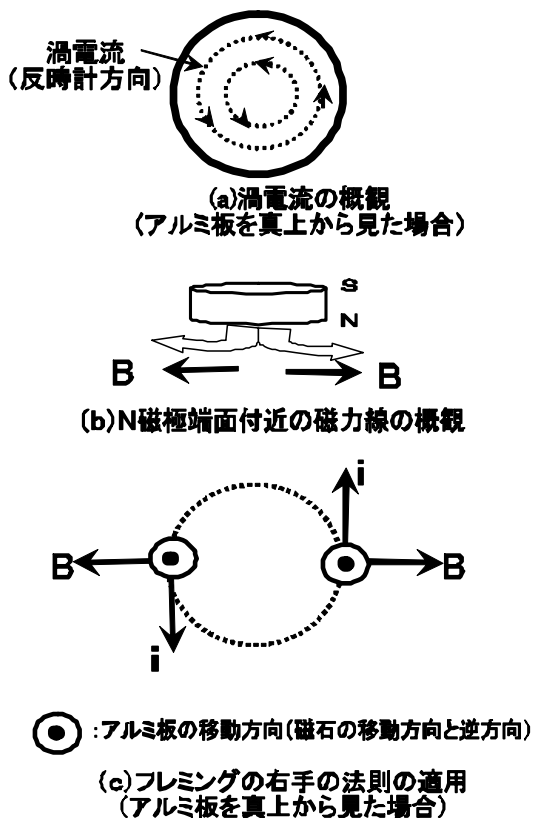 渦電流
(反時計方向)
(a)渦電流の概観
(アルミ板を真上から見た場合)
S
N
B B
(b)N磁極端面付近の磁力線の概観
i
B B
i
:アルミ板の移動方向(磁石の移動方向と逆方向)
(c)フレミングの右手の法則の適用
(アルミ板を真上から見た場合)